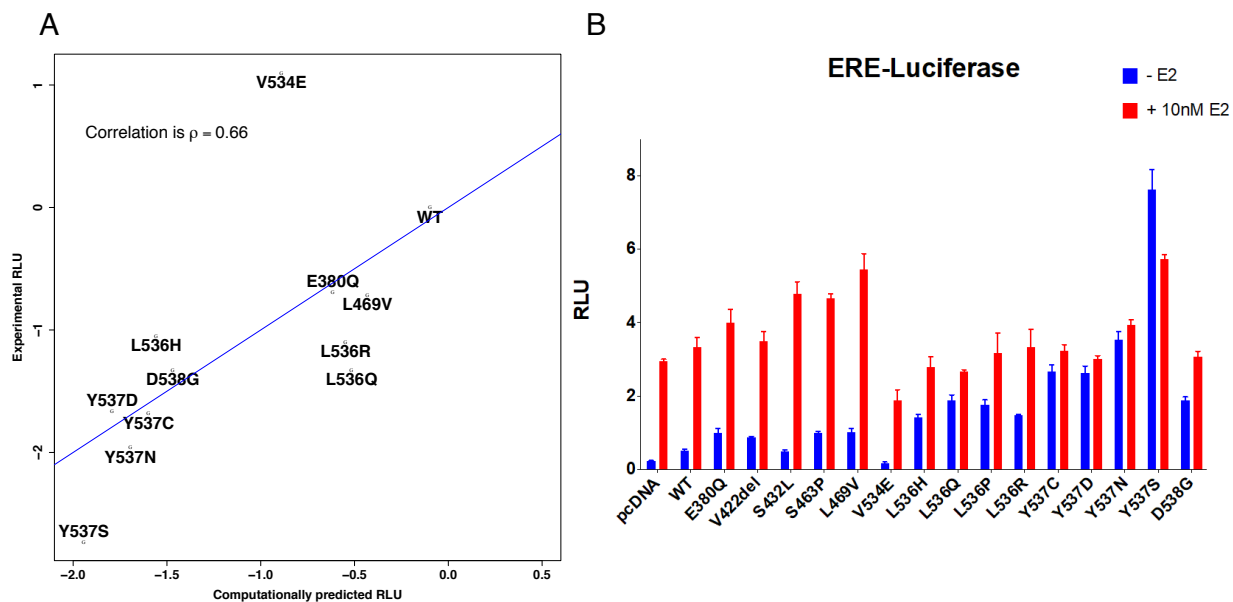 A
Correlation is ρ = 0.66
V534E
WT
E380Q
L469V
L536H
L536R
D538G
L536Q
Y537D
Y537C
Y537N
Y537S
Experimental RLU
1
0
−1
−2
−2.0 −1.5 −1.0 −0.5 0.0 0.5
Computationally predicted RLU
B
ERE-Luciferase
- E2
+ 10nM E2
RLU
8
6
4
2
0
pcDNA
WT
E380Q
V422del
S432L
S463P
L469V
V534E
L536H
L536Q
L536P
L536R
Y537C
Y537D
Y537N
Y537S
D538G